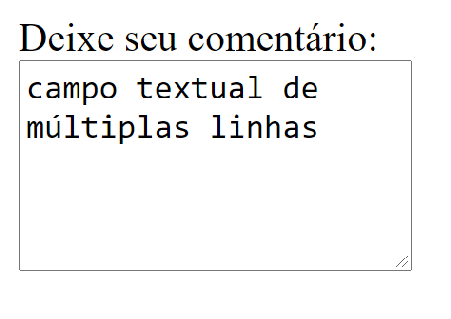 Deixe seu comentário:
campo textual de
múltiplas linhas